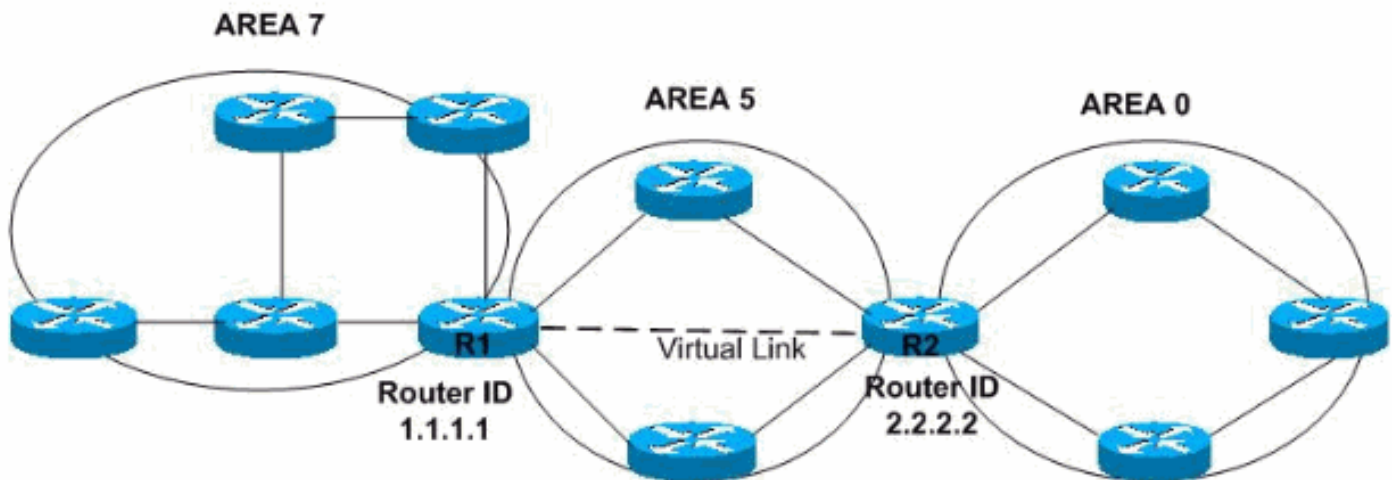 AREA 7
AREA 5
AREA 0
R1
Virtual Link
R2
Router ID
1.1.1.1
Router ID
2.2.2.2